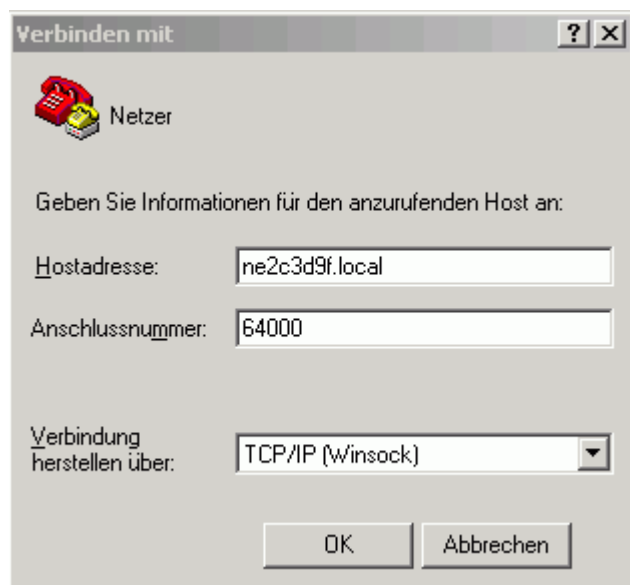 Verbinden mit
Netzer
Geben Sie Informationen für den anzurufenden Host an:
Hostadresse: ne2c3d9f.local
Anschlussnummer: 64000
Verbindung
herstellen über: TCP/IP (Winsock)
OK Abbrechen